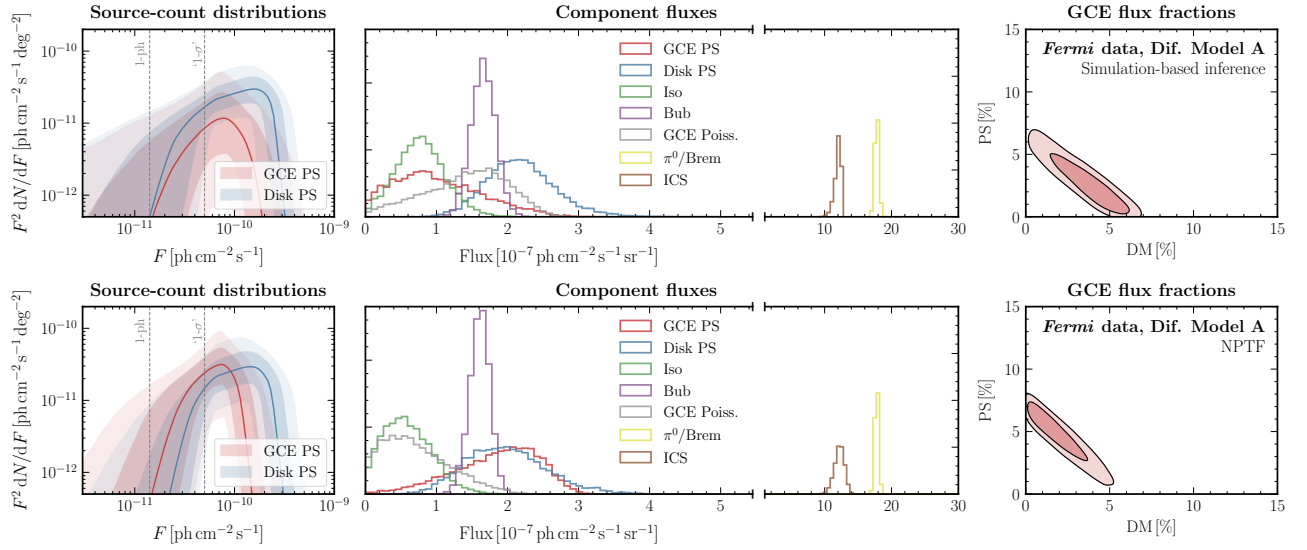 Source-count distributions
10⁻¹⁰
10⁻¹¹
10⁻¹²
F² dN/dF [ph cm⁻² s⁻¹ deg⁻²]
1-ph
'1-σ'
GCE PS
Disk PS
10⁻¹¹ 10⁻¹⁰ 10⁻⁹
F [ph cm⁻² s⁻¹]
Component fluxes
GCE PS
Disk PS
Iso
Bub
GCE Poiss.
π⁰/Brem
ICS
0 1 2 3 4 5 10 20 30
Flux [10⁻⁷ ph cm⁻² s⁻¹ sr⁻¹]
GCE flux fractions
Fermi data, Dif. Model A
Simulation-based inference
15
10
5
0
PS [%]
0 5 10 15
DM [%]
Source-count distributions
10⁻¹⁰
10⁻¹¹
10⁻¹²
F² dN/dF [ph cm⁻² s⁻¹ deg⁻²]
1-ph
'1-σ'
GCE PS
Disk PS
10⁻¹¹ 10⁻¹⁰ 10⁻⁹
F [ph cm⁻² s⁻¹]
Component fluxes
GCE PS
Disk PS
Iso
Bub
GCE Poiss.
π⁰/Brem
ICS
0 1 2 3 4 5 10 20 30
Flux [10⁻⁷ ph cm⁻² s⁻¹ sr⁻¹]
GCE flux fractions
Fermi data, Dif. Model A
NPTF
15
10
5
0
PS [%]
0 5 10 15
DM [%]